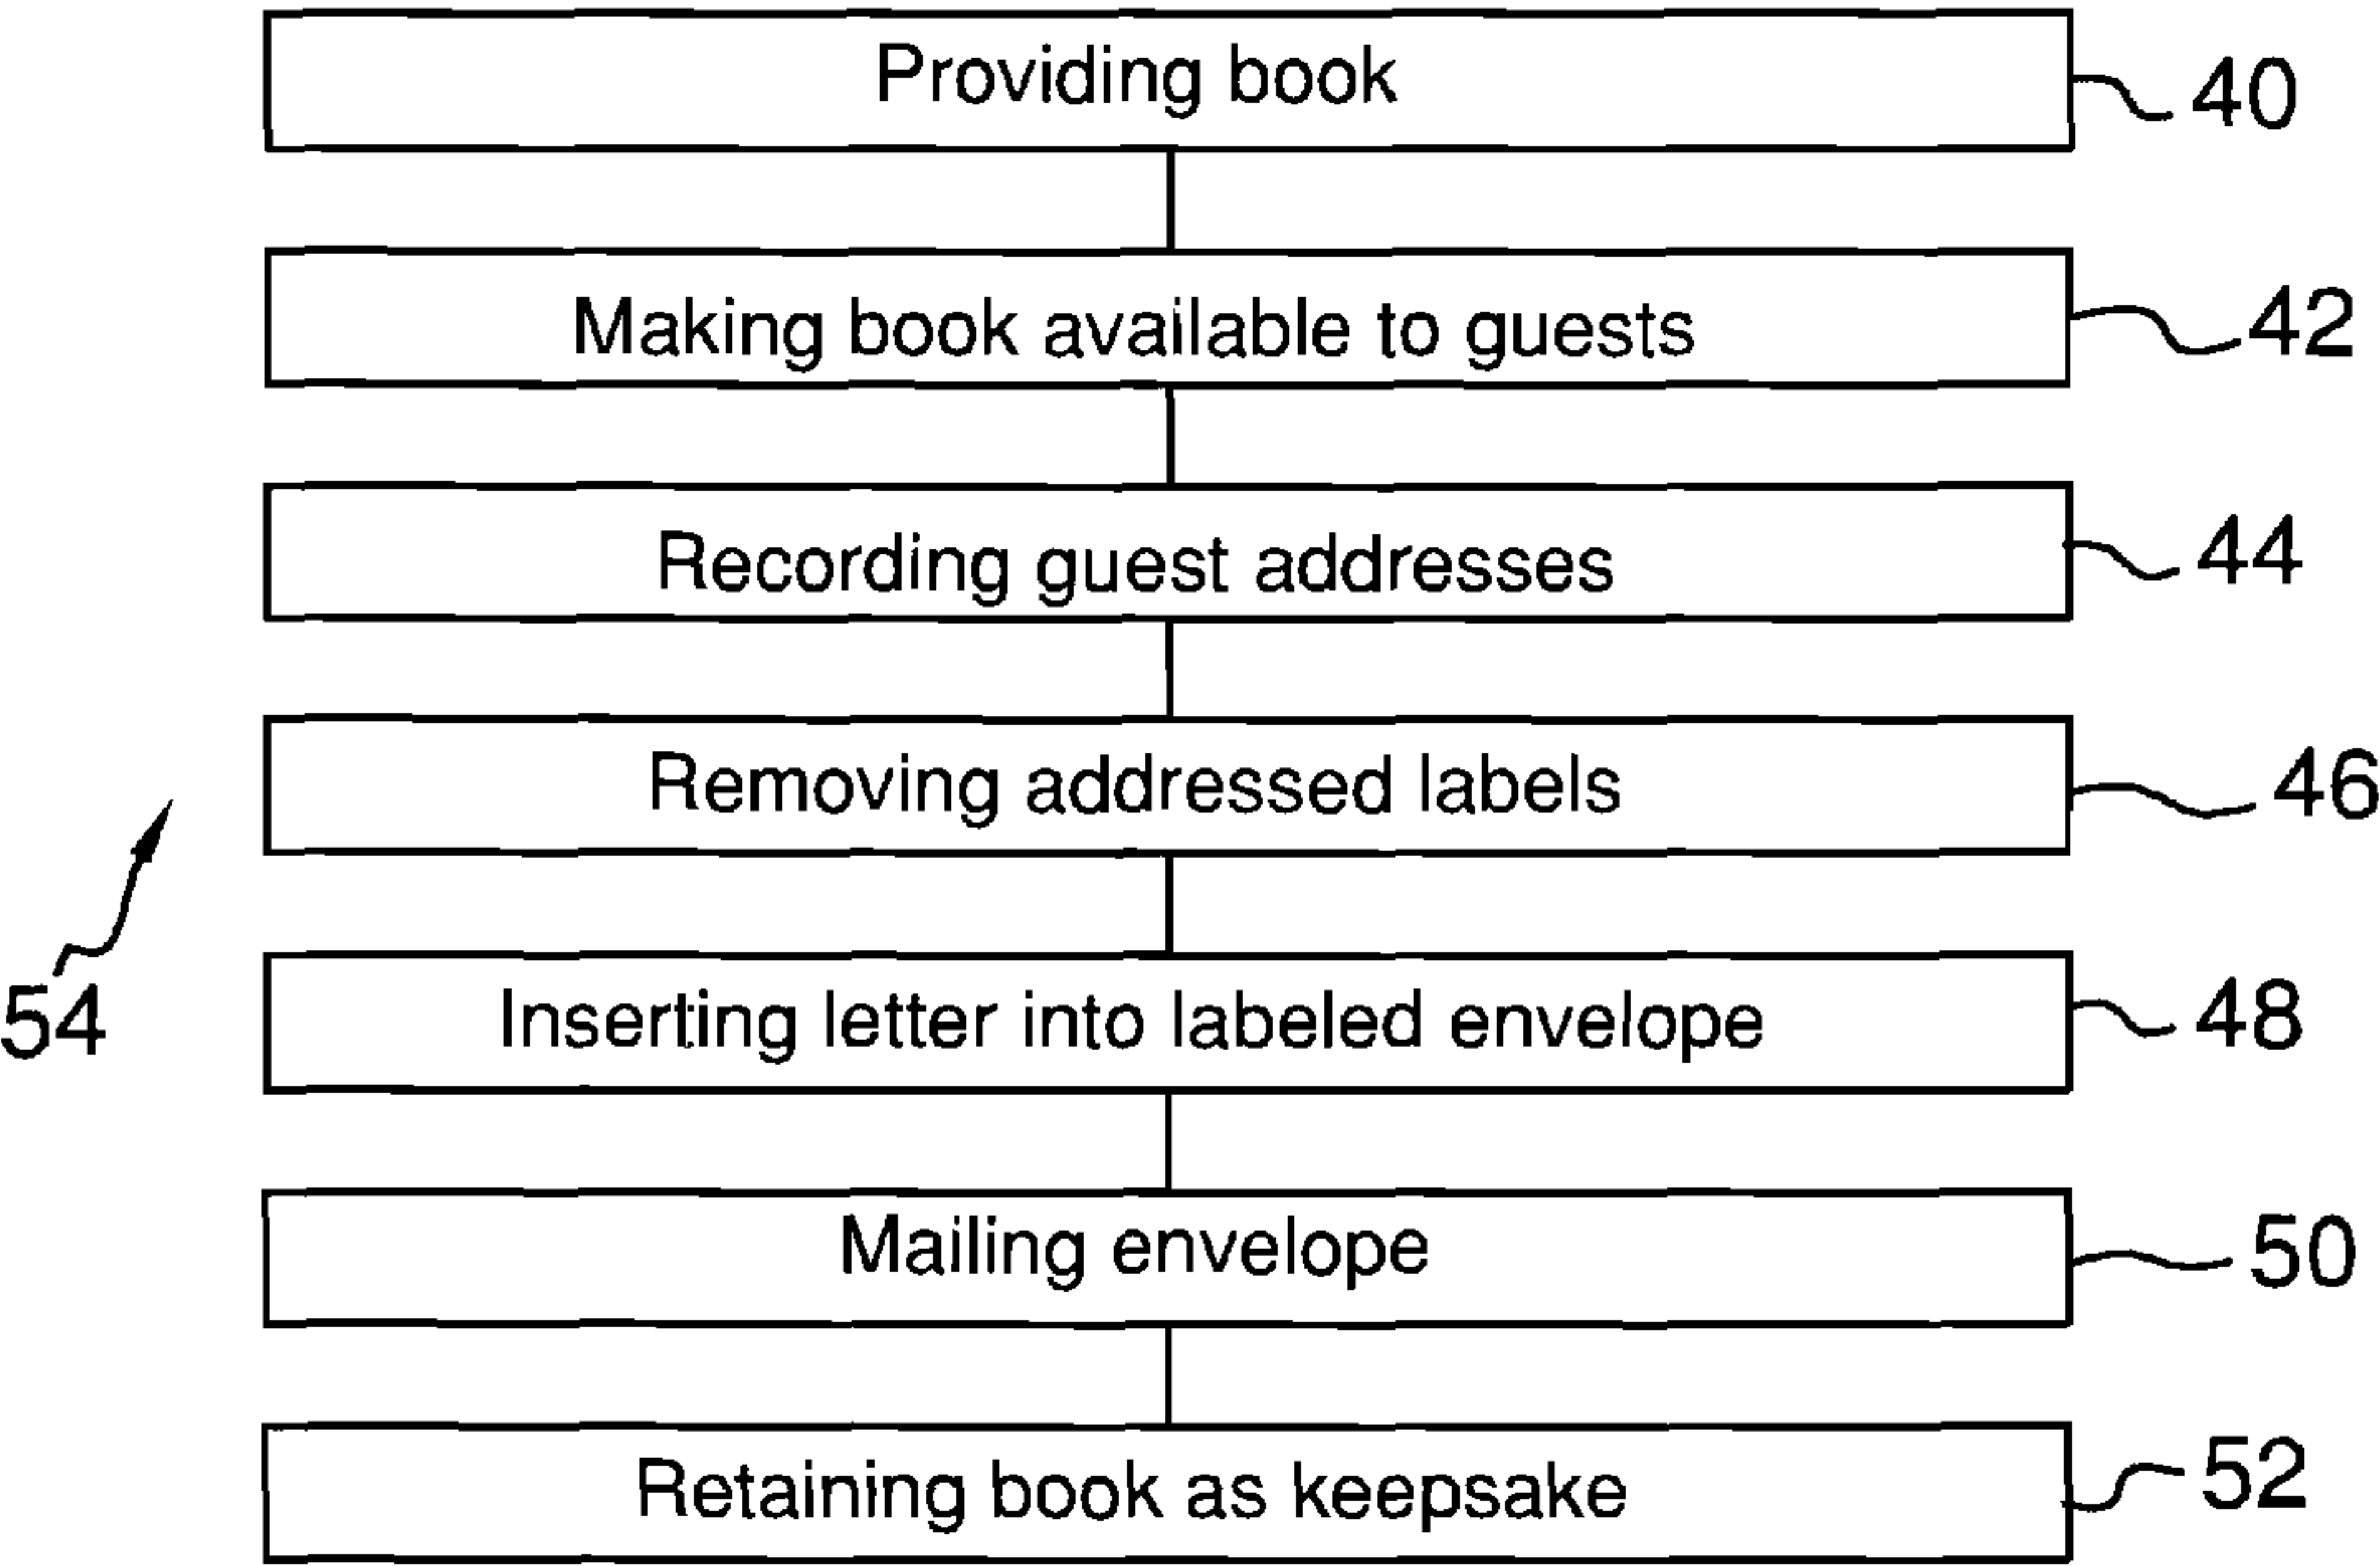 Providing book 40
Making book available to guests 42
Recording guest addresses 44
Removing addressed labels 46
54
Inserting letter into labeled envelope 48
Mailing envelope 50
Retaining book as keepsake 52